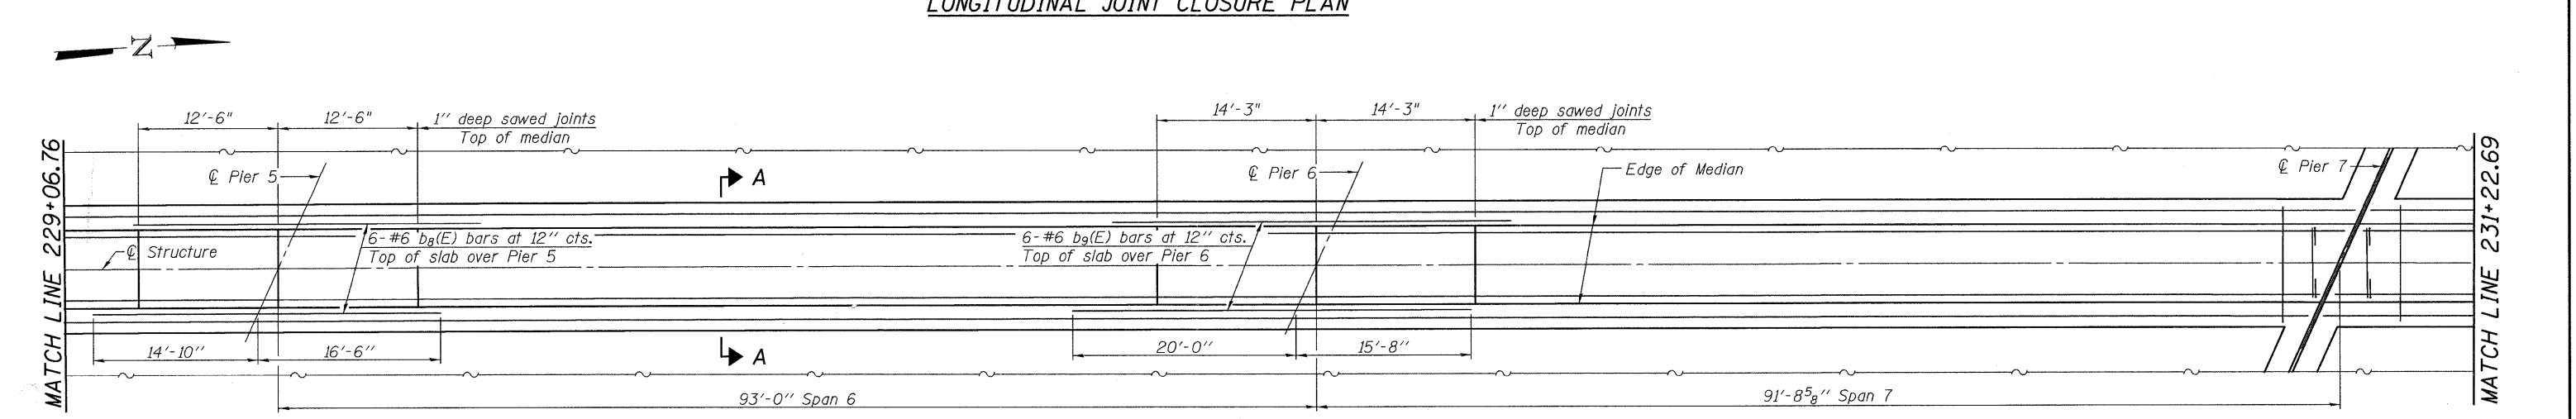 LONGITUDINAL JOINT CLOSURE PLAN
N
12'-6"
12'-6"
1'' deep sawed joints
Top of median
14'-3"
14'-3"
1'' deep sawed joints
Top of median
MATCH LINE 229+06.76
℄ Pier 5
A
℄ Pier 6
Edge of Median
℄ Pier 7
MATCH LINE 231+22.69
℄ Structure
6-#6 b8(E) bars at 12'' cts.
Top of slab over Pier 5
6-#6 b9(E) bars at 12'' cts.
Top of slab over Pier 6
14'-10''
16'-6''
A
20'-0''
15'-8''
93'-0'' Span 6
91'-8 5/8'' Span 7